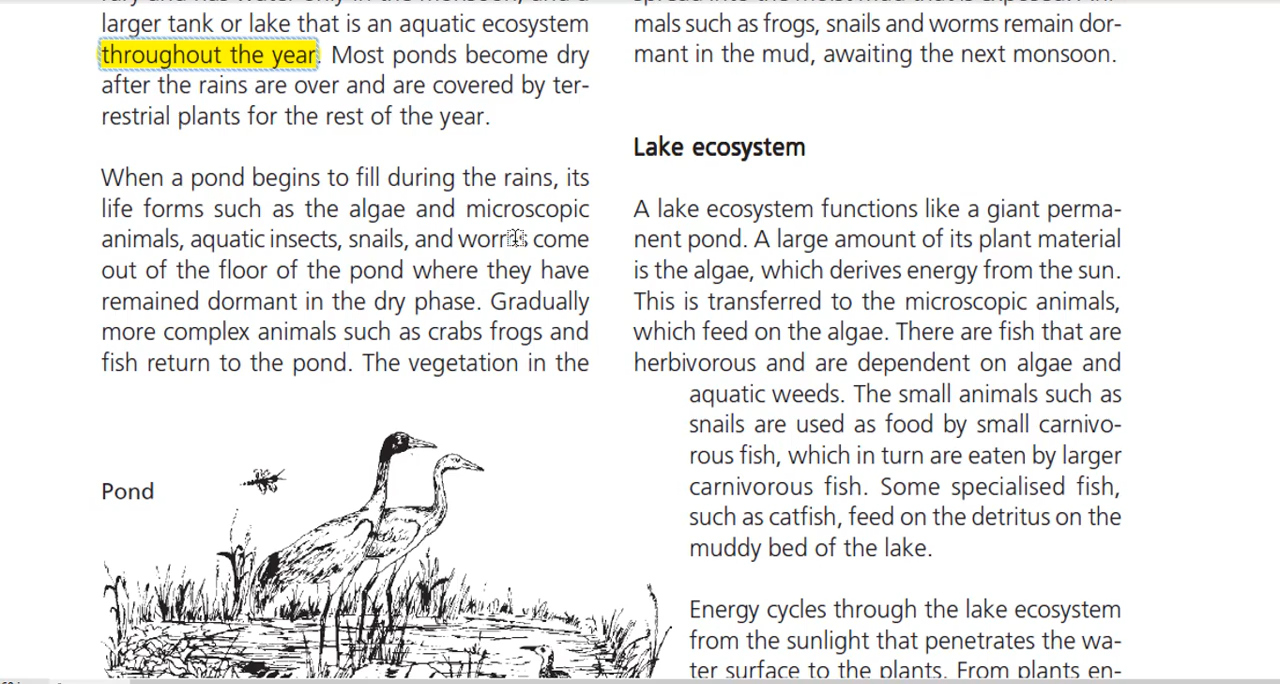 larger tank or lake that is an aquatic ecosystem
throughout the year. Most ponds become dry
after the rains are over and are covered by ter-
restrial plants for the rest of the year.
When a pond begins to fill during the rains, its
life forms such as the algae and microscopic
animals, aquatic insects, snails, and worms come
out of the floor of the pond where they have
remained dormant in the dry phase. Gradually
more complex animals such as crabs frogs and
fish return to the pond. The vegetation in the
Pond
mals such as frogs, snails and worms remain dor-
mant in the mud, awaiting the next monsoon.
Lake ecosystem
A lake ecosystem functions like a giant perma-
nent pond. A large amount of its plant material
is the algae, which derives energy from the sun.
This is transferred to the microscopic animals,
which feed on the algae. There are fish that are
herbivorous and are dependent on algae and
aquatic weeds. The small animals such as
snails are used as food by small carnivo-
rous fish, which in turn are eaten by larger
carnivorous fish. Some specialised fish,
such as catfish, feed on the detritus on the
muddy bed of the lake.
Energy cycles through the lake ecosystem
from the sunlight that penetrates the wa-
ter surface to the plants. From plants en-